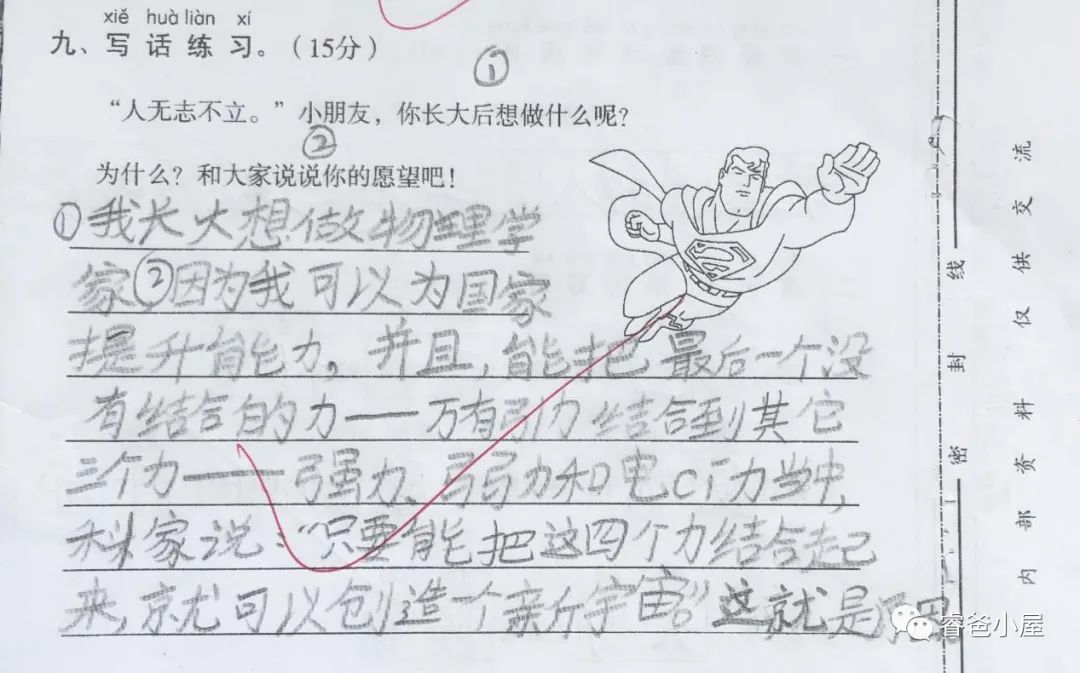 xiě huà liàn xí
九、写话练习。（15分）
①
“人无志不立。”小朋友，你长大后想做什么呢？
②
为什么？和大家说说你的愿望吧！
①我长大想做物理学
家②因为我可以为国家
提升能力，并且，能把最后一个没
有结合的力——万有引力结合到其它
三个力——强力、弱力和电ci力当中，
科家说：“只要能把这四个力结合起
来，就可以创造一个新宇宙。”这就是
密封线
内部资料仅供交流
睿爸小屋